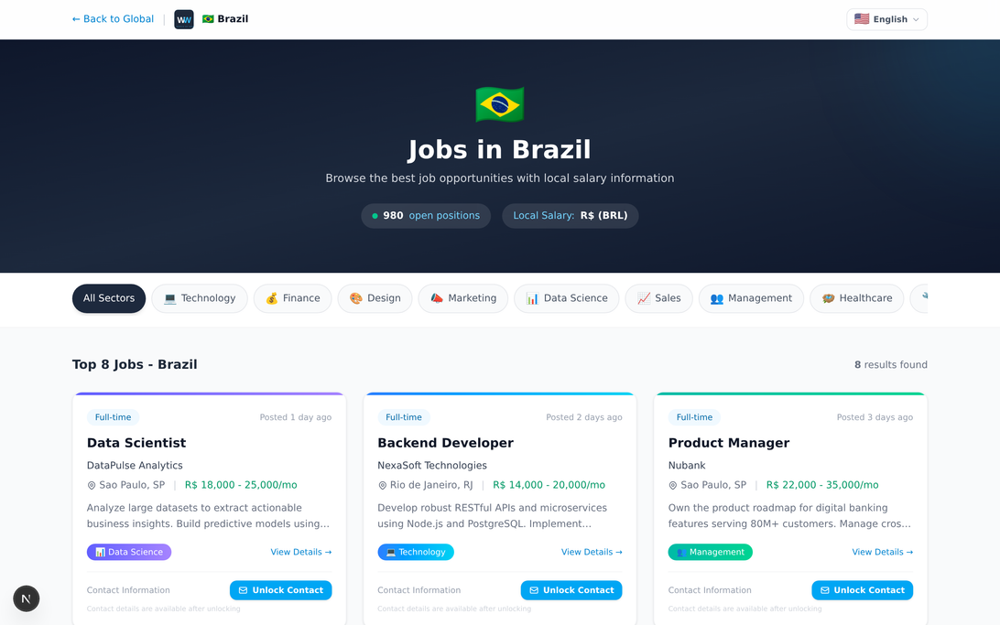 ← Back to Global | WW Brazil
English
Jobs in Brazil
Browse the best job opportunities with local salary information
980 open positions
Local Salary: R$ (BRL)
All Sectors
Technology
Finance
Design
Marketing
Data Science
Sales
Management
Healthcare
Top 8 Jobs - Brazil
8 results found
Full-time
Posted 1 day ago
Data Scientist
DataPulse Analytics
Sao Paulo, SP | R$ 18,000 - 25,000/mo
Analyze large datasets to extract actionable
business insights. Build predictive models using...
Data Science
View Details →
Contact Information
Unlock Contact
Contact details are available after unlocking
Full-time
Posted 2 days ago
Backend Developer
NexaSoft Technologies
Rio de Janeiro, RJ | R$ 14,000 - 20,000/mo
Develop robust RESTful APIs and microservices
using Node.js and PostgreSQL. Implement...
Technology
View Details →
Contact Information
Unlock Contact
Contact details are available after unlocking
Full-time
Posted 3 days ago
Product Manager
Nubank
Sao Paulo, SP | R$ 22,000 - 35,000/mo
Own the product roadmap for digital banking
features serving 80M+ customers. Manage cros...
Management
View Details →
Contact Information
Unlock Contact
Contact details are available after unlocking
N